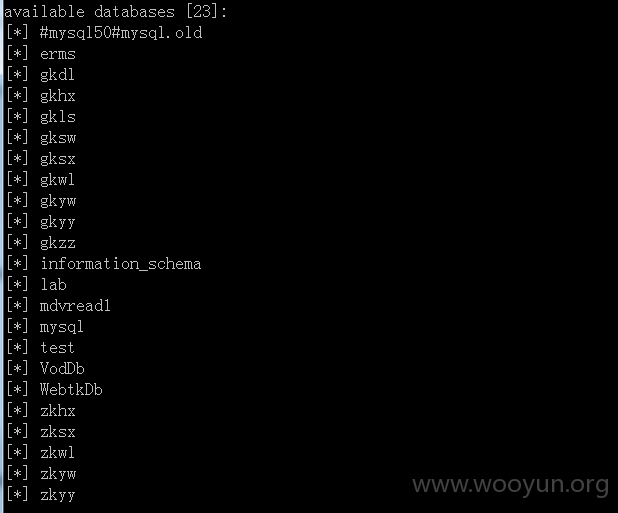 available databases [23]:
[*] #mysql50#mysql.old
[*] erms
[*] gkdl
[*] gkhx
[*] gkls
[*] gksw
[*] gksx
[*] gkwl
[*] gkyw
[*] gkyy
[*] gkzz
[*] information_schema
[*] lab
[*] mdvread1
[*] mysql
[*] test
[*] VodDb
[*] WebtkDb
[*] zkhx
[*] zksx
[*] zkwl
[*] zkyw
[*] zkyy
www.wooyun.org